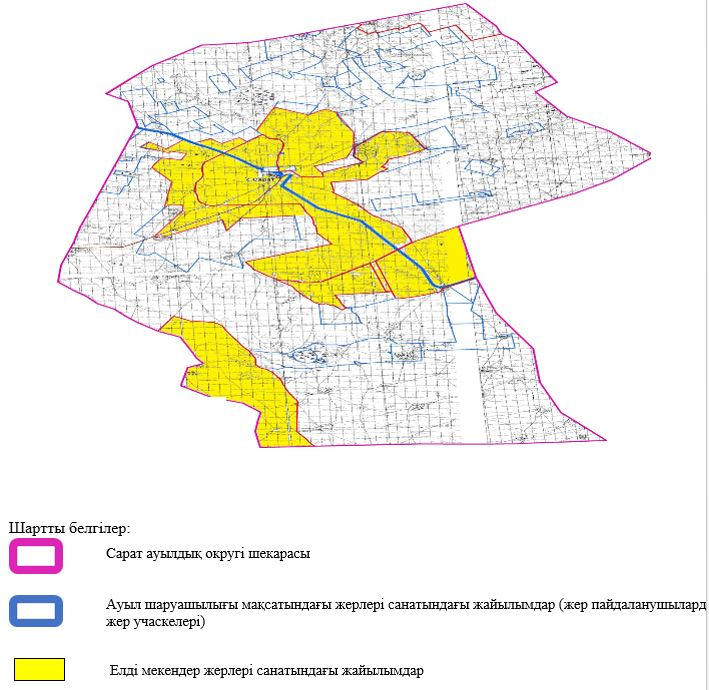 Шартты белгілер:
Сарат ауылдық округі шекарасы
Ауыл шаруашылығы мақсатындағы жерлері санатындағы жайылымдар (жер пайдаланушылард
жер учаскелері)
Елді мекендер жерлері санатындағы жайылымдар